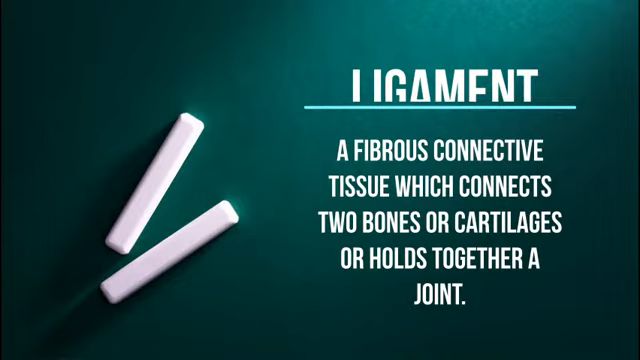 LIGAMENT
A FIBROUS CONNECTIVE
TISSUE WHICH CONNECTS
TWO BONES OR CARTILAGES
OR HOLDS TOGETHER A
JOINT.